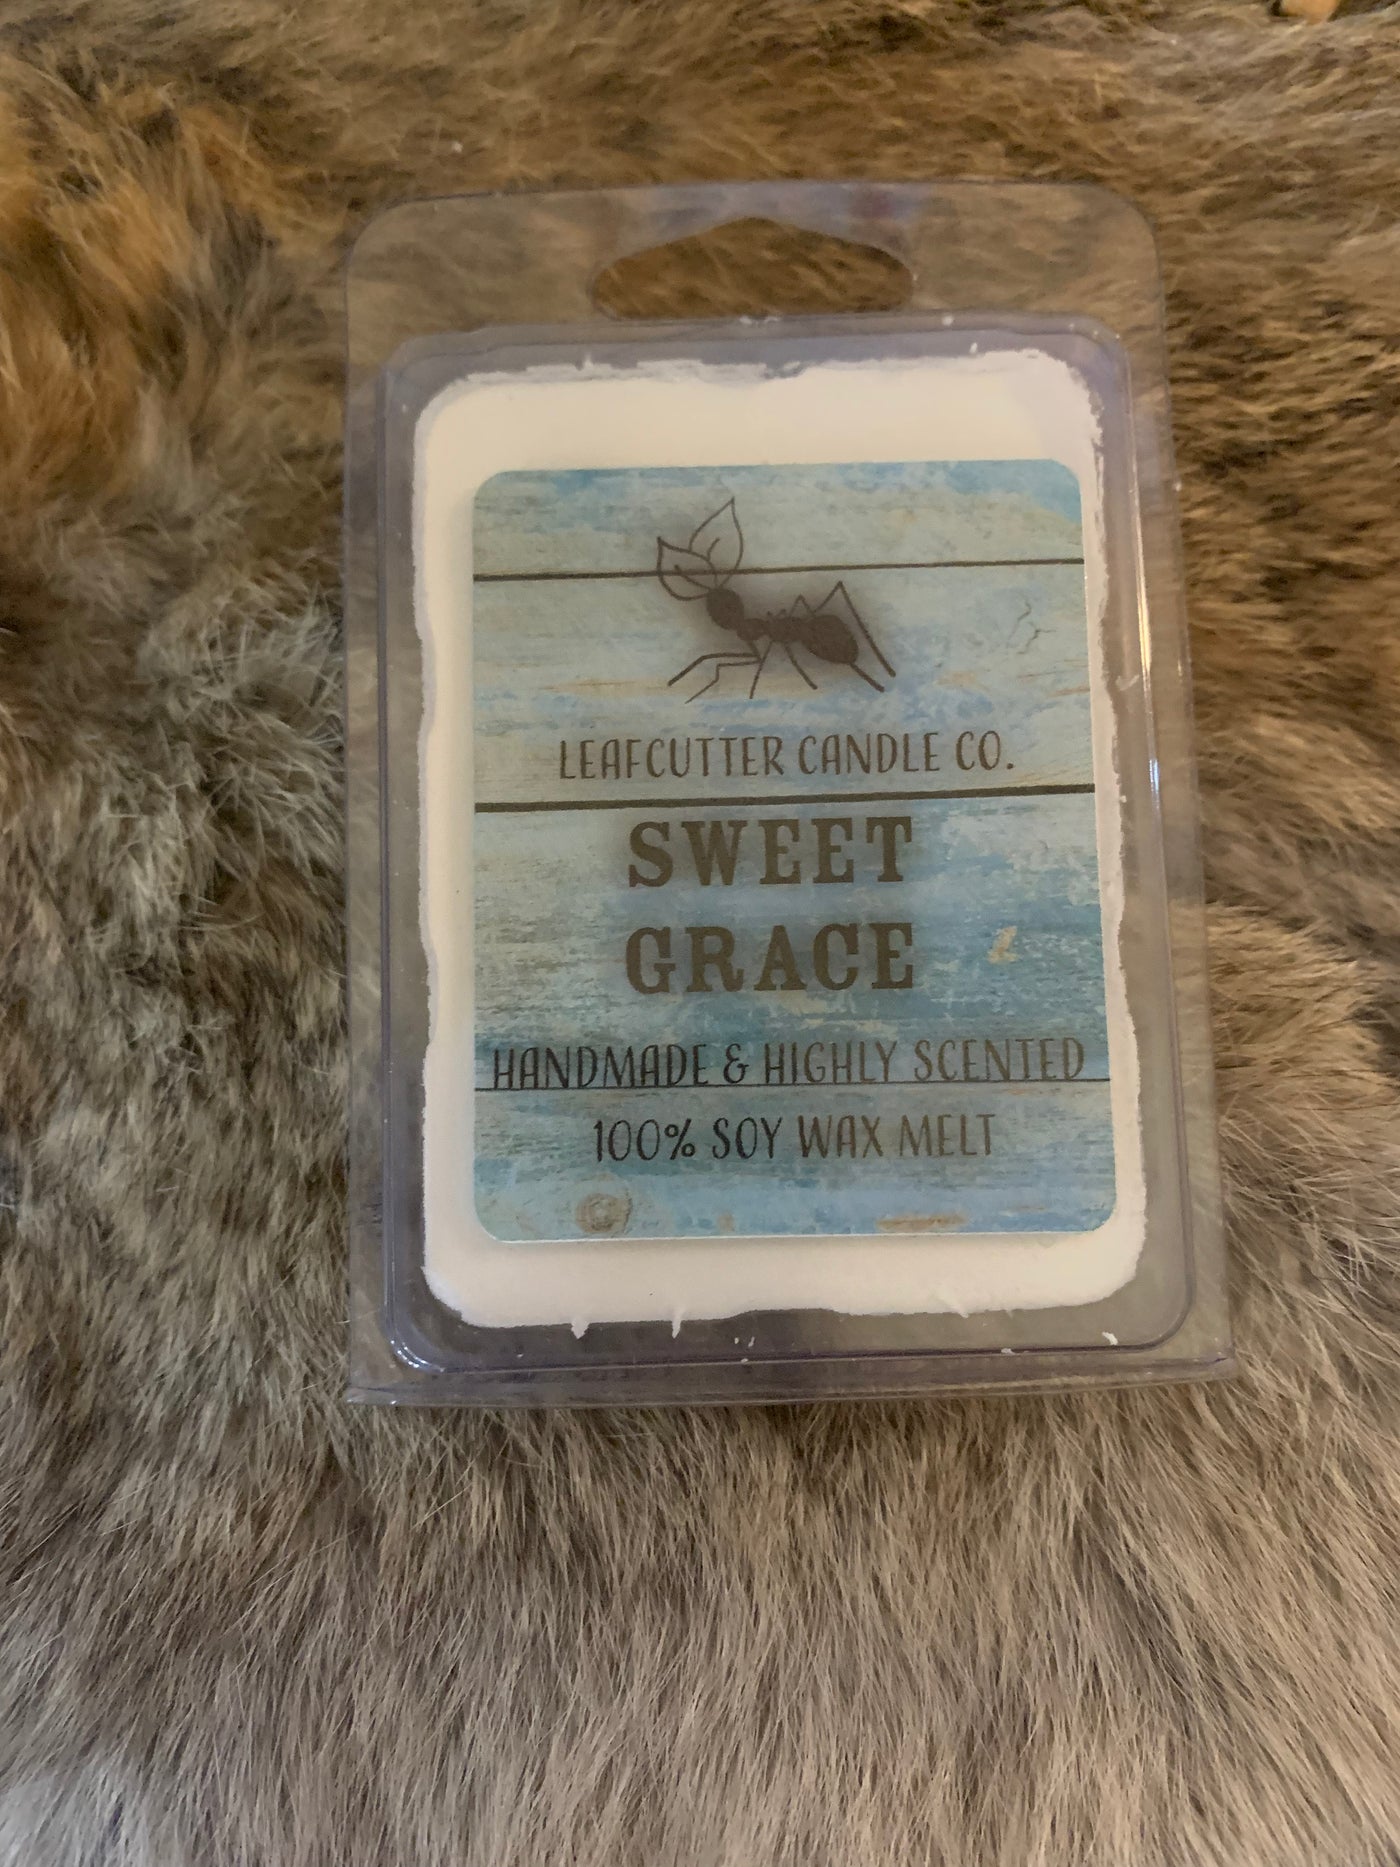 LEAFCUTTER CANDLE CO.
SWEET
GRACE
HANDMADE & HIGHLY SCENTED
100% SOY WAX MELT